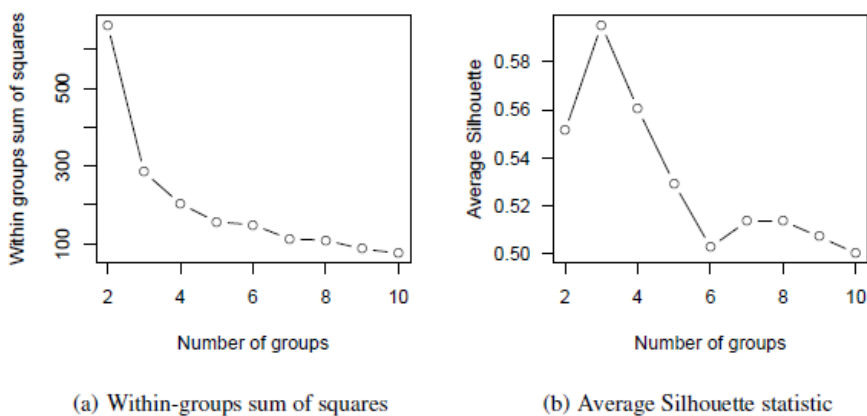 Within groups sum of squares
500
300
100
2 4 6 8 10
Number of groups
(a) Within-groups sum of squares
Average Silhouette
0.58
0.56
0.54
0.52
0.50
2 4 6 8 10
Number of groups
(b) Average Silhouette statistic